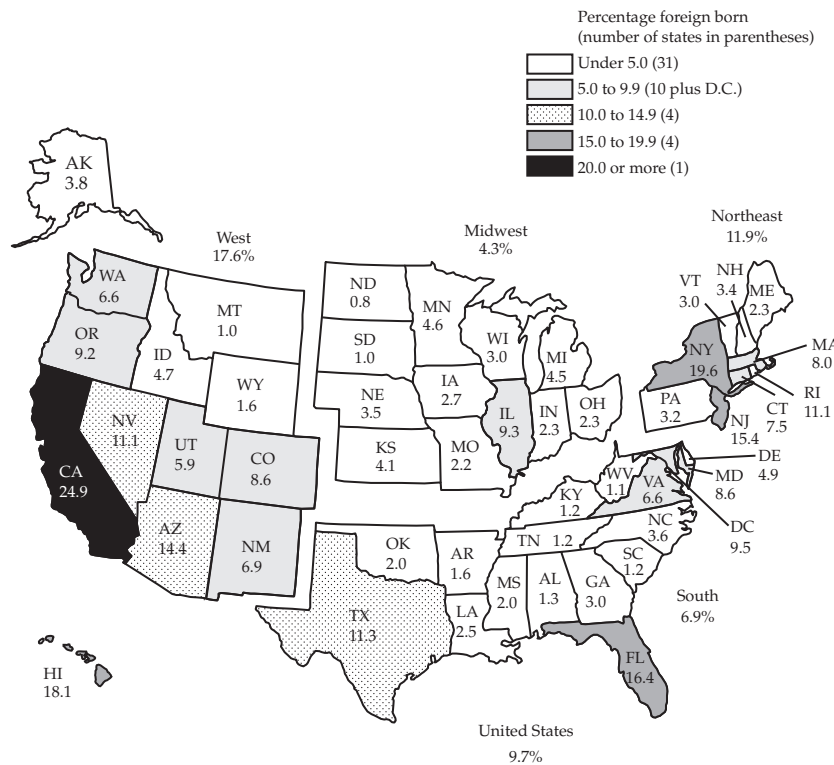 Percentage foreign born
(number of states in parentheses)
Under 5.0 (31)
5.0 to 9.9 (10 plus D.C.)
10.0 to 14.9 (4)
15.0 to 19.9 (4)
20.0 or more (1)
AK
3.8
West
17.6%
Midwest
4.3%
Northeast
11.9%
WA
6.6
OR
9.2
CA
24.9
NV
11.1
ID
4.7
MT
1.0
WY
1.6
UT
5.9
CO
8.6
AZ
14.4
NM
6.9
ND
0.8
SD
1.0
NE
3.5
KS
4.1
MN
4.6
IA
2.7
MO
2.2
WI
3.0
MI
4.5
IL
9.3
IN
2.3
OH
2.3
VT
3.0
NH
3.4
ME
2.3
NY
19.6
MA
8.0
RI
11.1
CT
7.5
PA
3.2
NJ
15.4
DE
4.9
MD
8.6
DC
9.5
WV
1.1
VA
6.6
KY
1.2
TN 1.2
NC
3.6
SC
1.2
OK
2.0
AR
1.6
TX
11.3
LA
2.5
MS
2.0
AL
1.3
GA
3.0
FL
16.4
South
6.9%
HI
18.1
United States
9.7%